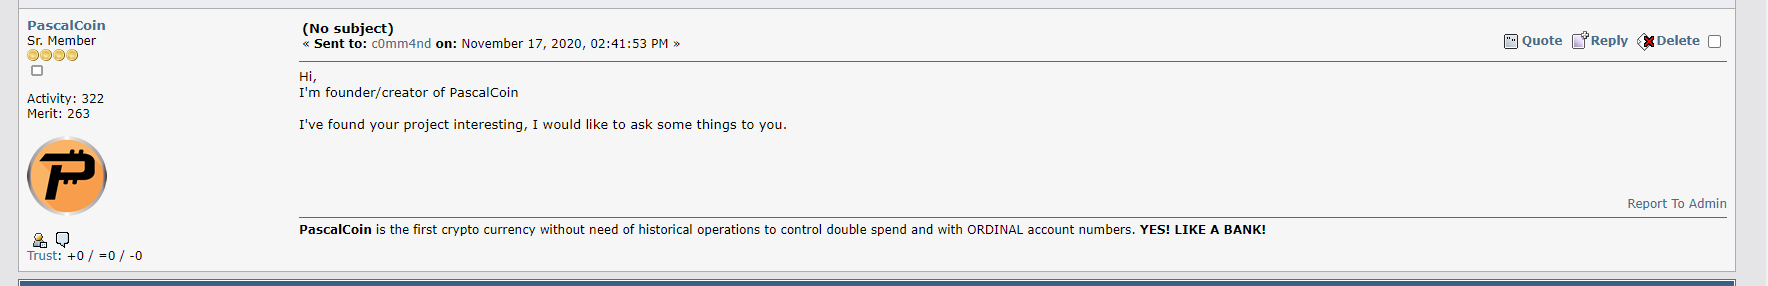 PascalCoin
Sr. Member
Activity: 322
Merit: 263
Trust: +0 / =0 / -0
(No subject)
« Sent to: c0mm4nd on: November 17, 2020, 02:41:53 PM »
Quote Reply Delete
Hi,
I'm founder/creator of PascalCoin
I've found your project interesting, I would like to ask some things to you.
Report To Admin
PascalCoin is the first crypto currency without need of historical operations to control double spend and with ORDINAL account numbers. YES! LIKE A BANK!